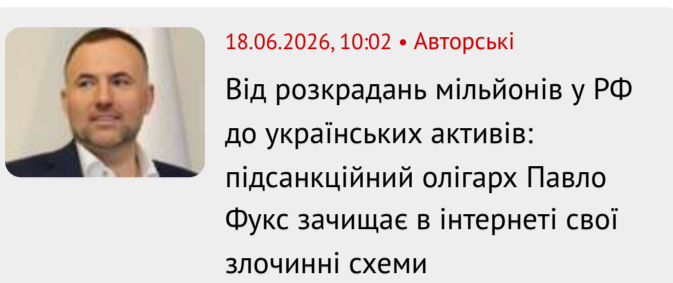 18.06.2026, 10:02 • Авторські
Від розкрадань мільйонів у РФ
до українських активів:
підсанкційний олігарх Павло
Фукс зачищає в інтернеті свої
злочинні схеми